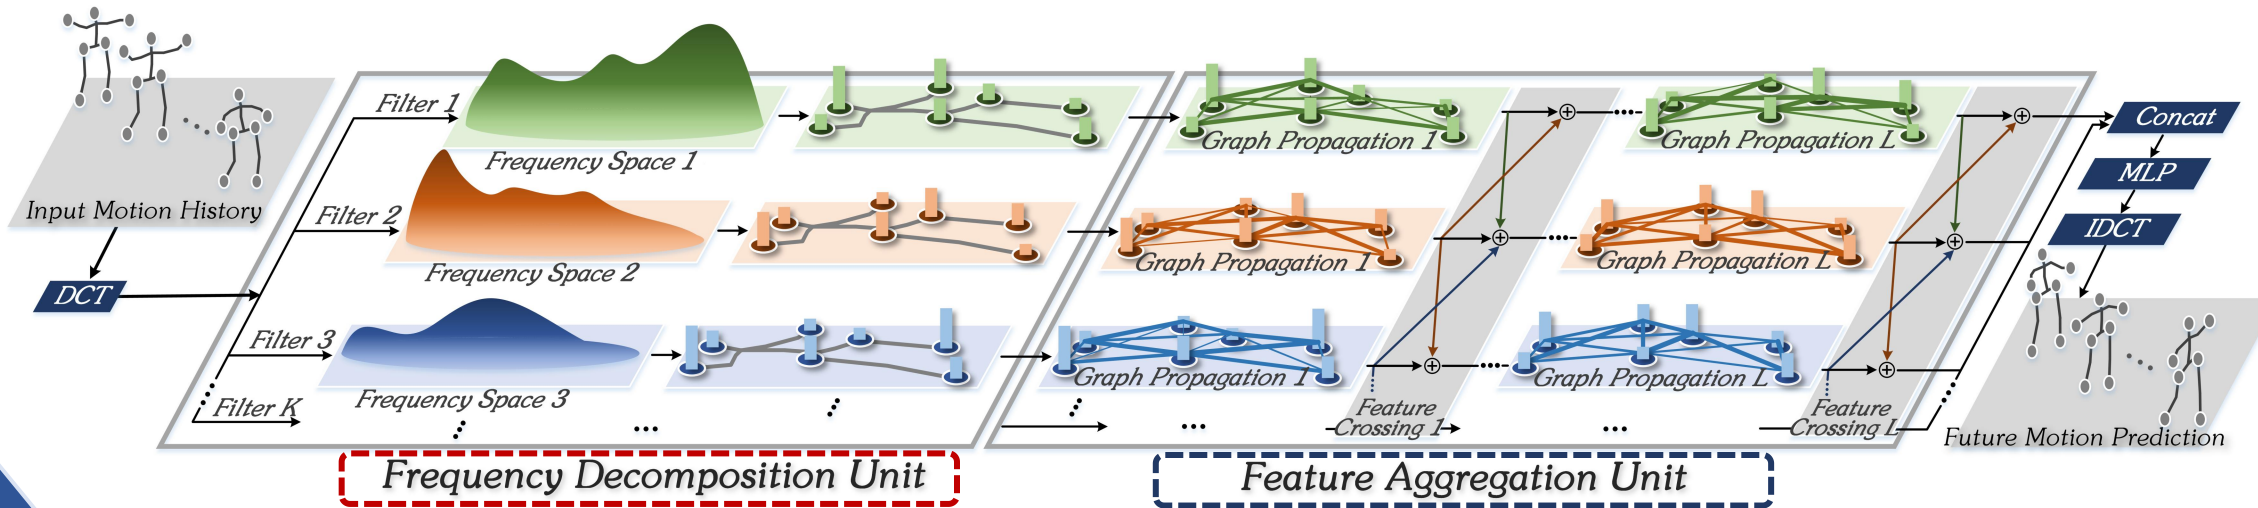 Input Motion History
DCT
Filter 1
Filter 2
Filter 3
Filter K
Frequency Space 1
Frequency Space 2
Frequency Space 3
Frequency Decomposition Unit
Graph Propagation 1
Graph Propagation L
Graph Propagation 1
Graph Propagation L
Graph Propagation 1
Graph Propagation L
Feature
Crossing 1
Feature
Crossing L
Feature Aggregation Unit
Concat
MLP
IDCT
Future Motion Prediction